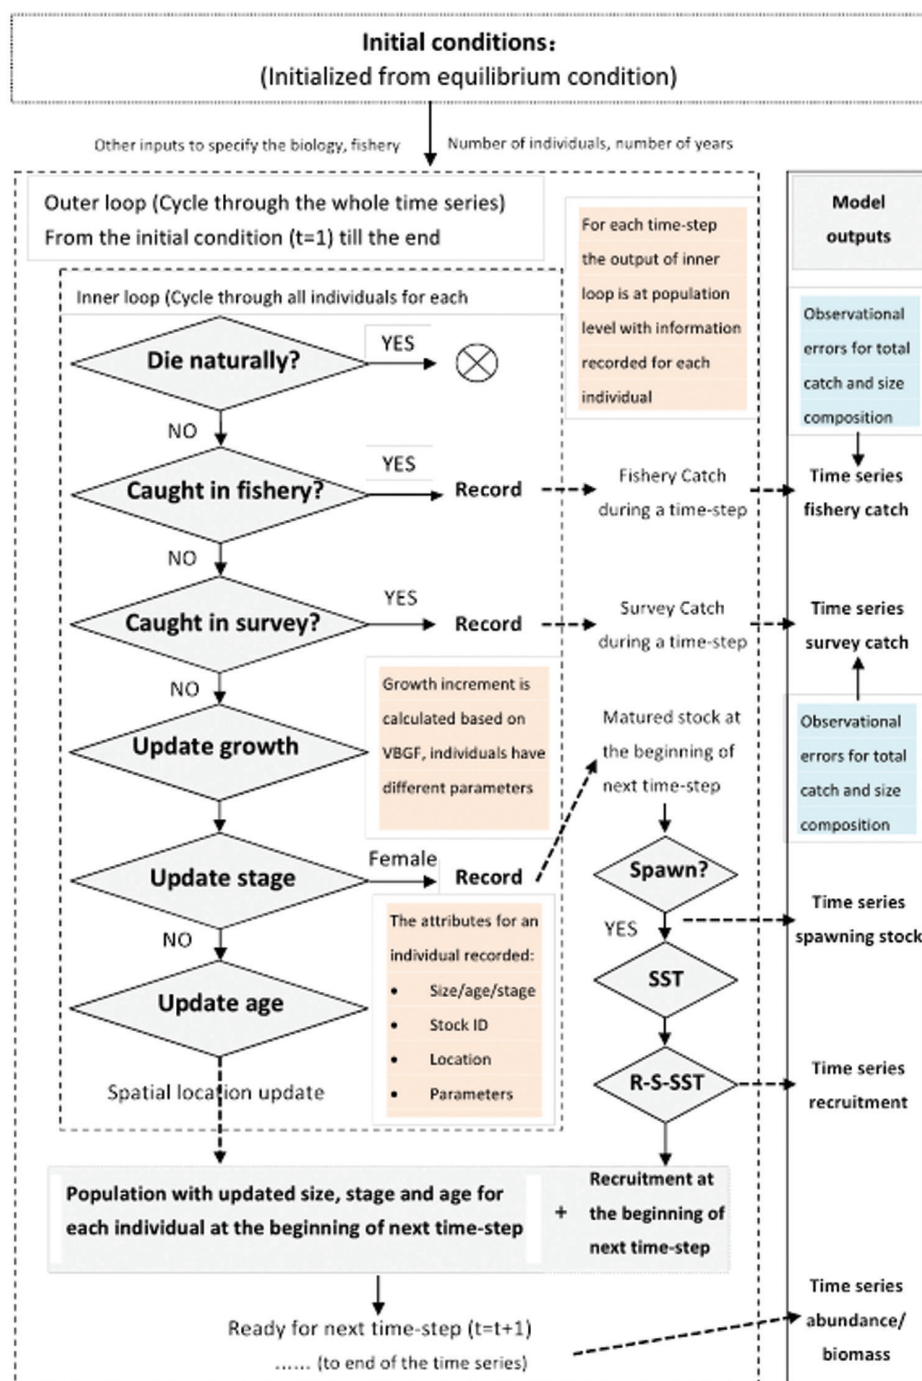 Initial conditions:
(Initialized from equilibrium condition)
Other inputs to specify the biology, fishery
Number of individuals, number of years
Outer loop (Cycle through the whole time series)
From the initial condition (t=1) till the end
For each time-step
the output of inner
loop is at population
level with information
recorded for each
individual
Model
outputs
Inner loop (Cycle through all individuals for each
Observational
errors for total
catch and size
composition
Die naturally?
YES
NO
Caught in fishery?
YES
Record
Fishery Catch
during a time-step
Time series
fishery catch
NO
Caught in survey?
YES
Record
Survey Catch
during a time-step
Time series
survey catch
NO
Update growth
Growth increment is
calculated based on
VBGF, individuals have
different parameters
Matured stock at
the beginning of
next time-step
Observational
errors for total
catch and size
composition
Update stage
Female
Record
Spawn?
YES
Time series
spawning stock
NO
The attributes for an
individual recorded:
• Size/age/stage
• Stock ID
• Location
• Parameters
SST
Update age
R-S-SST
Time series
recruitment
Spatial location update
Population with updated size, stage and age for
each individual at the beginning of next time-step
+
Recruitment at
the beginning of
next time-step
Ready for next time-step (t=t+1)
...... (to end of the time series)
Time series
abundance/
biomass